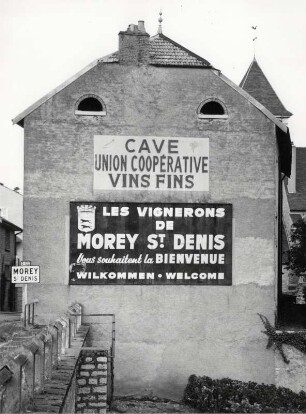 CAVE
UNION COOPÉRATIVE
VINS FINS
LES VIGNERONS
DE
MOREY ST DENIS
Vous souhaitent la BIENVENUE
WILKOMMEN • WELCOME
MOREY
ST DENIS